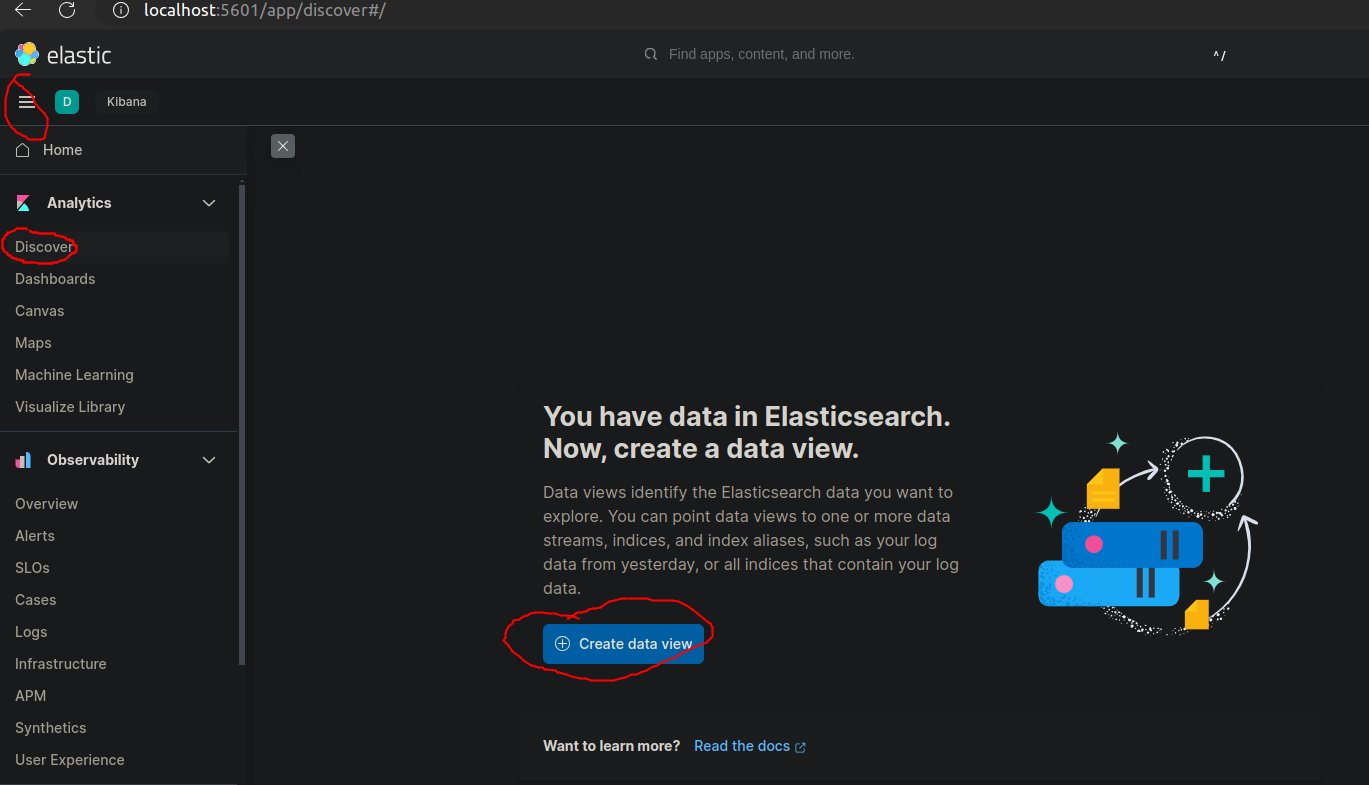 localhost:5601/app/discover#/
elastic
Find apps, content, and more.
^/
D
Kibana
Home
Analytics
Discover
Dashboards
Canvas
Maps
Machine Learning
Visualize Library
Observability
Overview
Alerts
SLOs
Cases
Logs
Infrastructure
APM
Synthetics
User Experience
You have data in Elasticsearch.
Now, create a data view.
Data views identify the Elasticsearch data you want to
explore. You can point data views to one or more data
streams, indices, and index aliases, such as your log
data from yesterday, or all indices that contain your log
data.
Create data view
Want to learn more? Read the docs